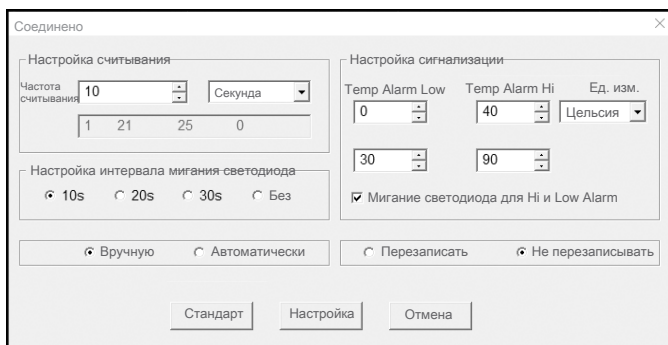 Соединено
Настройка считывания
Частота считывания
10
Секунда
1 21 25 0
Настройка интервала мигания светодиода
10s 20s 30s Без
Вручную Автоматически
Настройка сигнализации
Temp Alarm Low Temp Alarm Hi Ед. изм.
0 40 Цельсия
30 90
Мигание светодиода для Hi и Low Alarm
Перезаписать Не перезаписывать
Стандарт Настройка Отмена